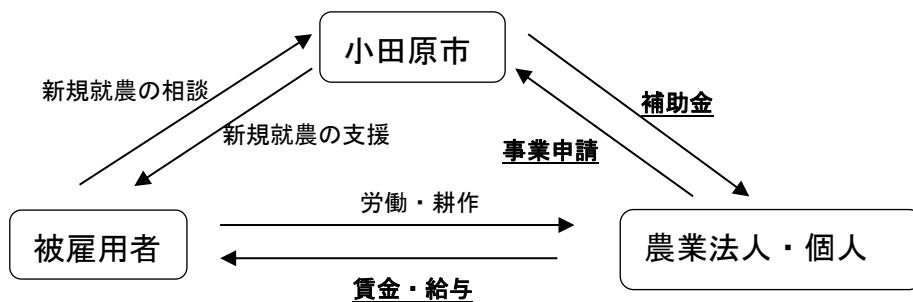 小田原市
新規就農の相談
補助金
新規就農の支援
事業申請
労働・耕作
被雇用者
農業法人・個人
賃金・給与